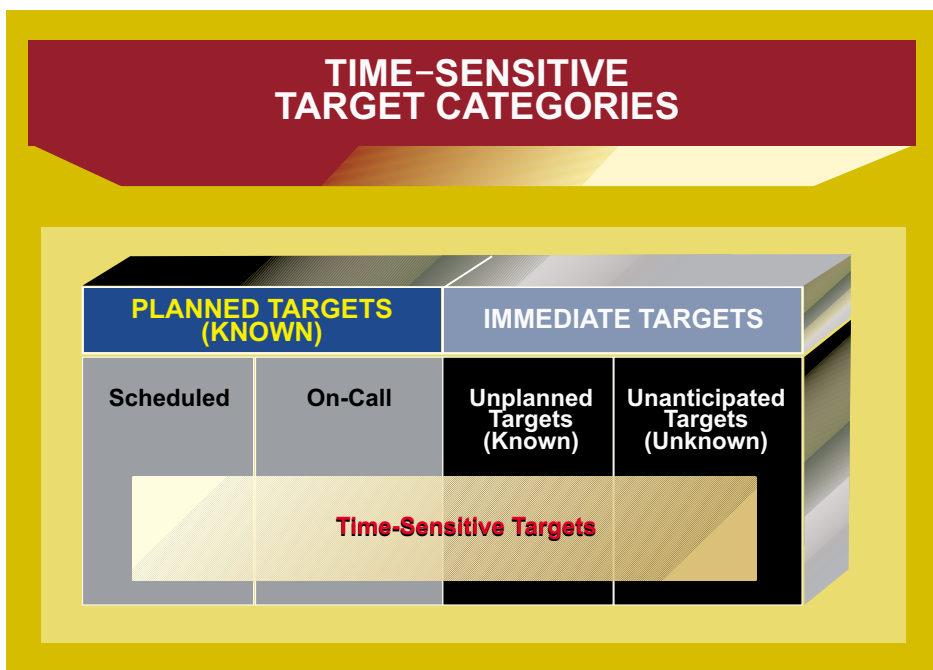 TIME–SENSITIVE
TARGET CATEGORIES
PLANNED TARGETS
(KNOWN)
IMMEDIATE TARGETS
Scheduled
On-Call
Unplanned
Targets
(Known)
Unanticipated
Targets
(Unknown)
Time-Sensitive Targets